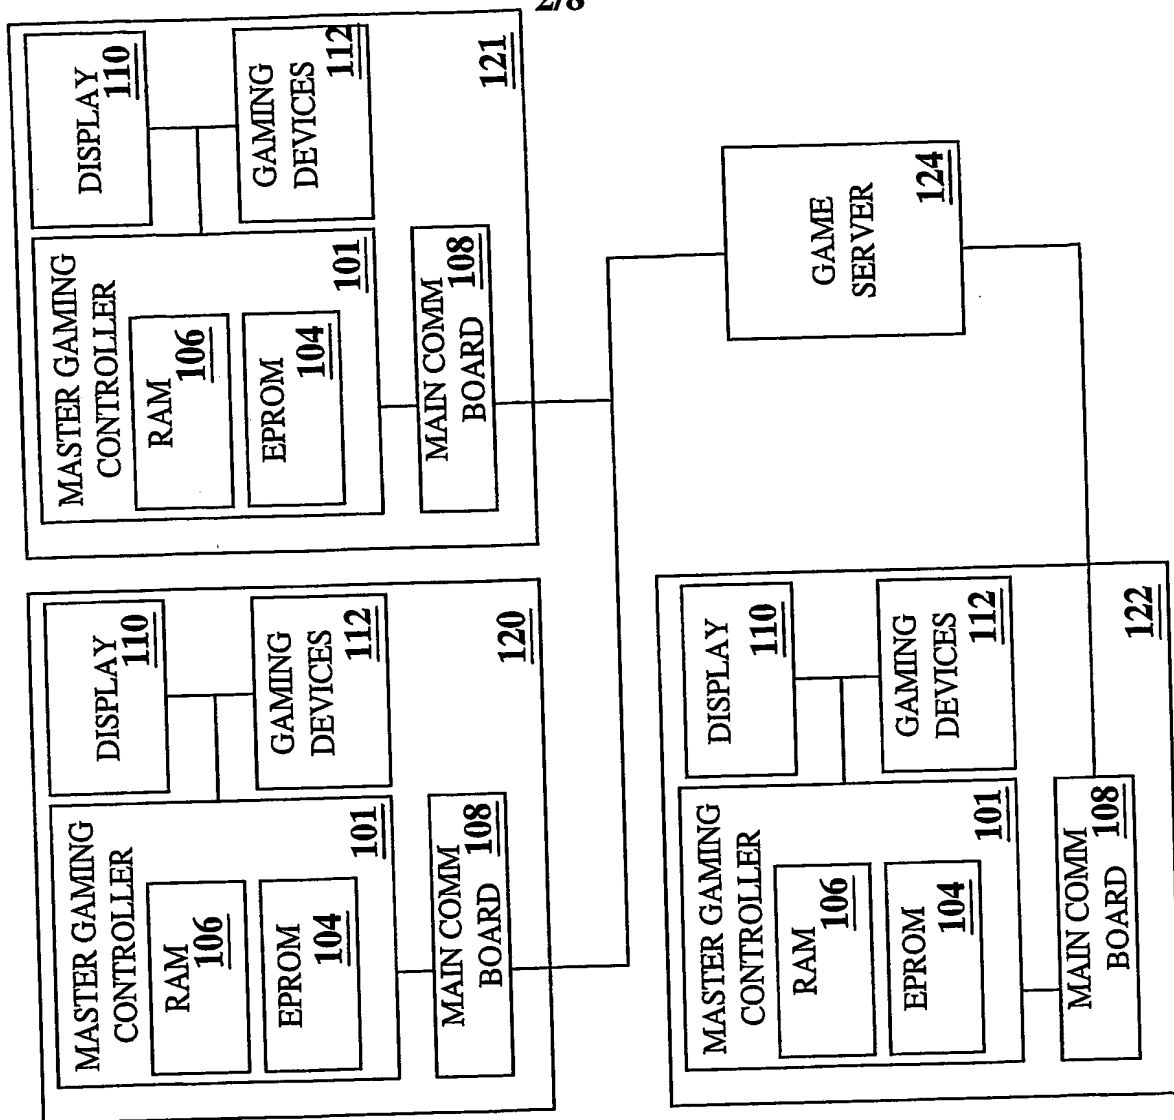 2/8
MASTER GAMING
CONTROLLER
101
RAM
106
EPROM
104
DISPLAY
110
GAMING
DEVICES
112
MAIN COMM
BOARD 108
120
MASTER GAMING
CONTROLLER
101
RAM
106
EPROM
104
DISPLAY
110
GAMING
DEVICES
112
MAIN COMM
BOARD 108
121
MASTER GAMING
CONTROLLER
101
RAM
106
EPROM
104
DISPLAY
110
GAMING
DEVICES
112
MAIN COMM
BOARD 108
122
GAME
SERVER
124